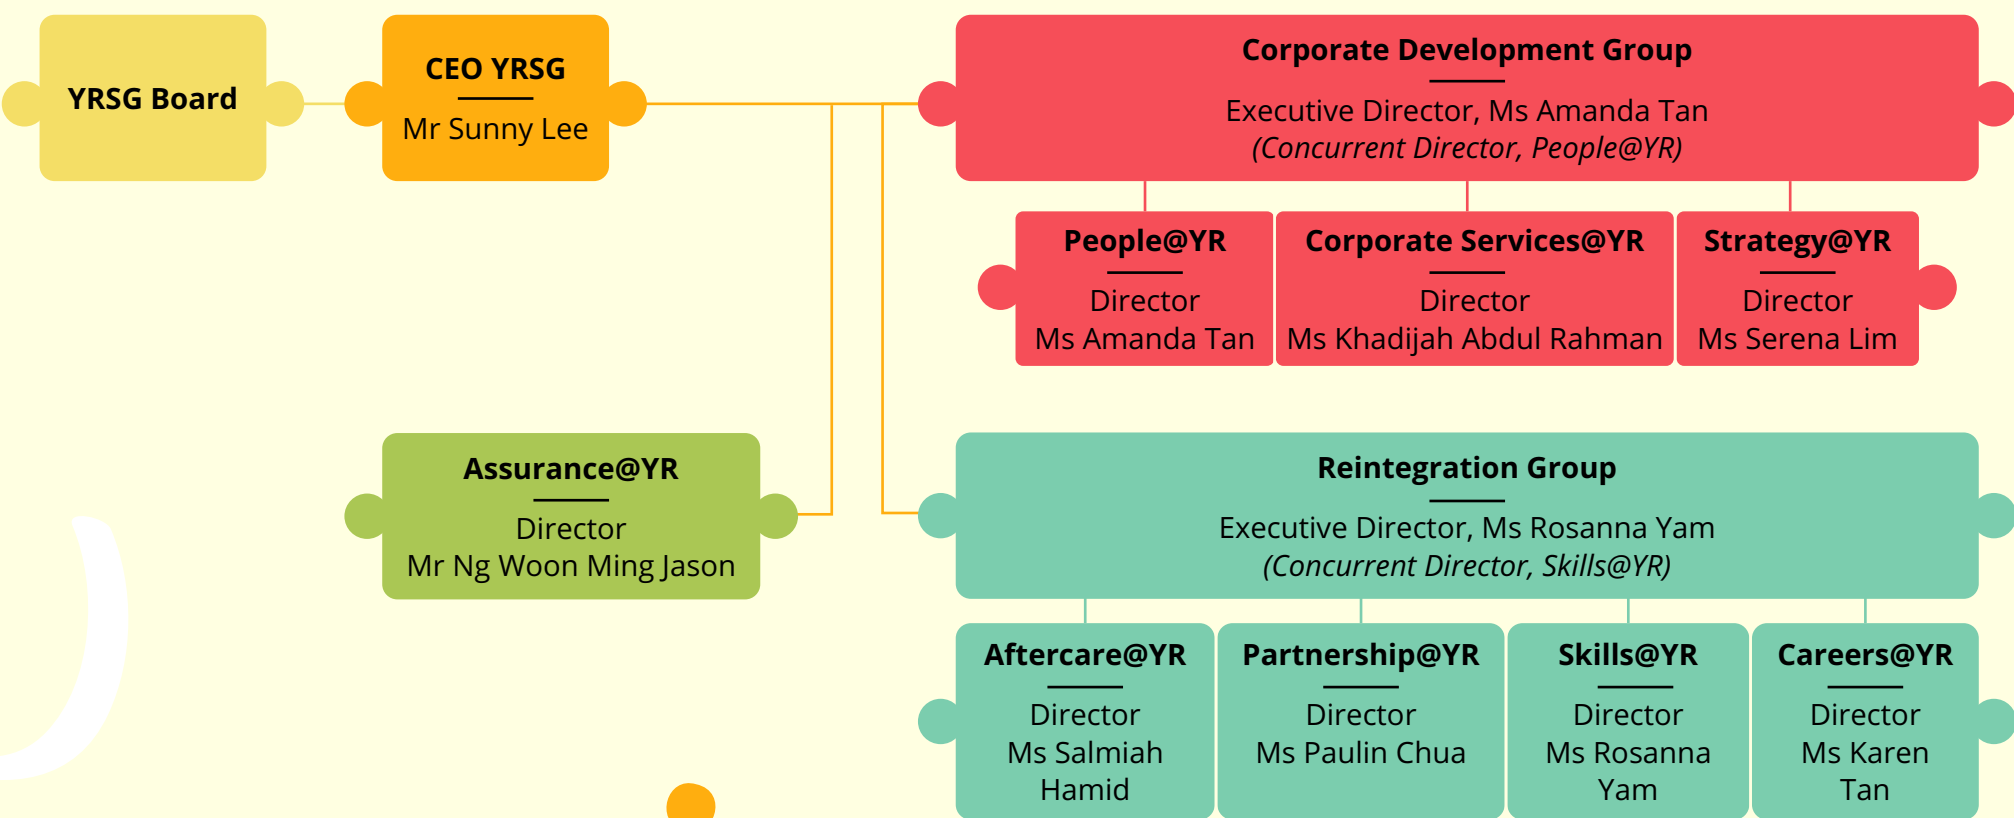 YRSG Board
CEO YRSG
Mr Sunny Lee
Corporate Development Group
Executive Director, Ms Amanda Tan
(Concurrent Director, People@YR)
People@YR
Director
Ms Amanda Tan
Corporate Services@YR
Director
Ms Khadijah Abdul Rahman
Strategy@YR
Director
Ms Serena Lim
Assurance@YR
Director
Mr Ng Woon Ming Jason
Reintegration Group
Executive Director, Ms Rosanna Yam
(Concurrent Director, Skills@YR)
Aftercare@YR
Director
Ms Salmiah
Hamid
Partnership@YR
Director
Ms Paulin Chua
Skills@YR
Director
Ms Rosanna
Yam
Careers@YR
Director
Ms Karen
Tan